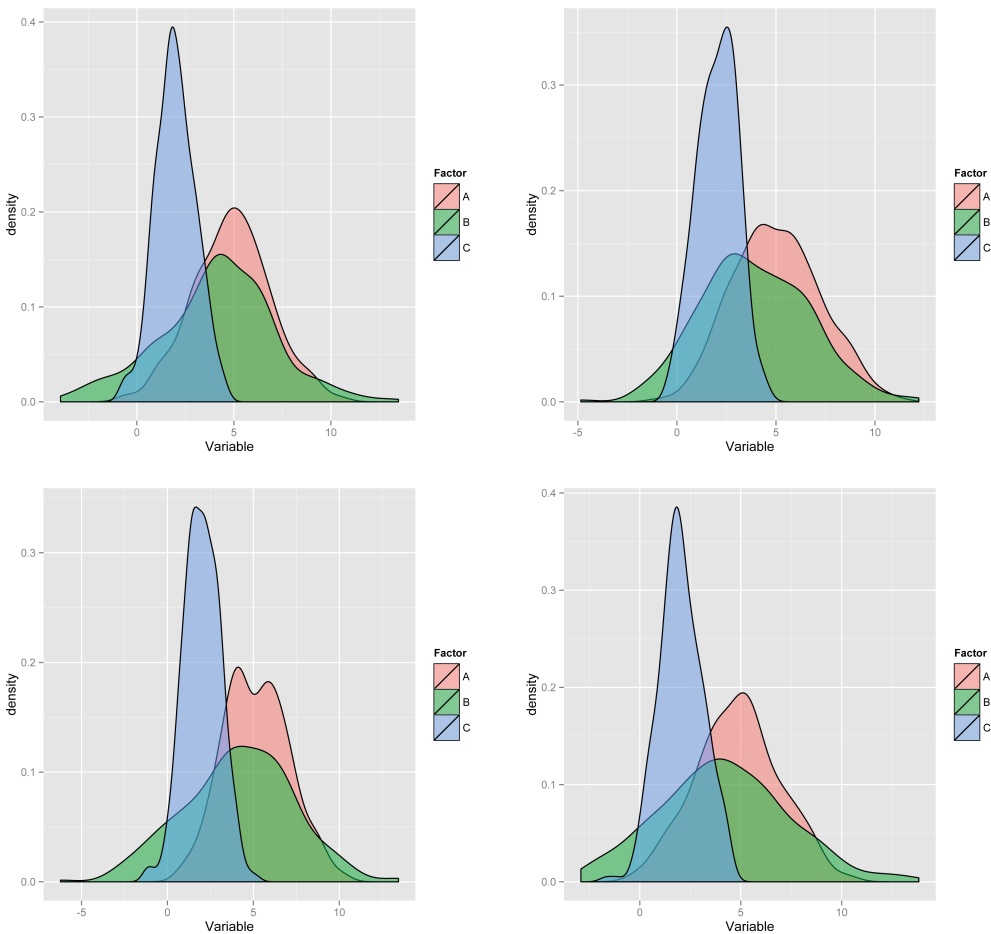 density
0.4
0.3
0.2
0.1
0.0
0 5 10
Variable
Factor
A
B
C
density
0.3
0.2
0.1
0.0
-5 0 5 10
Variable
Factor
A
B
C
density
0.3
0.2
0.1
0.0
-5 0 5 10
Variable
Factor
A
B
C
density
0.4
0.3
0.2
0.1
0.0
0 5 10
Variable
Factor
A
B
C